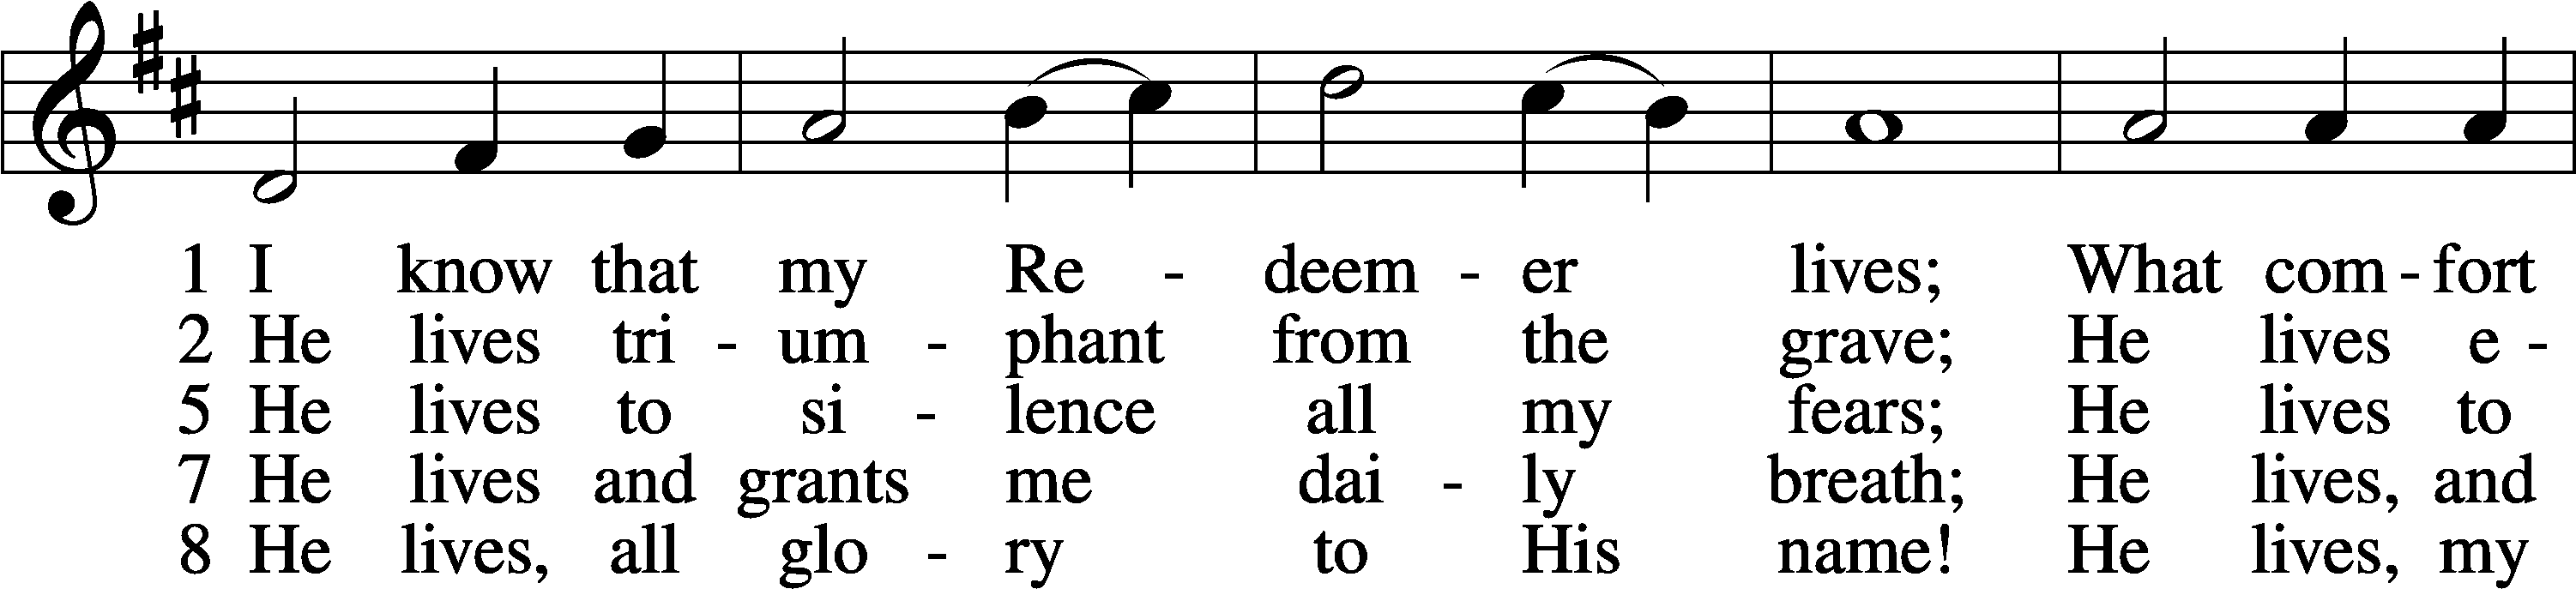 1 I know that my Re - deem - er lives; What com - fort
2 He lives tri - um - phant from the grave; He lives e -
5 He lives to si - lence all my fears; He lives to
7 He lives and grants me dai - ly breath; He lives, and
8 He lives, all glo - ry to His name! He lives, my